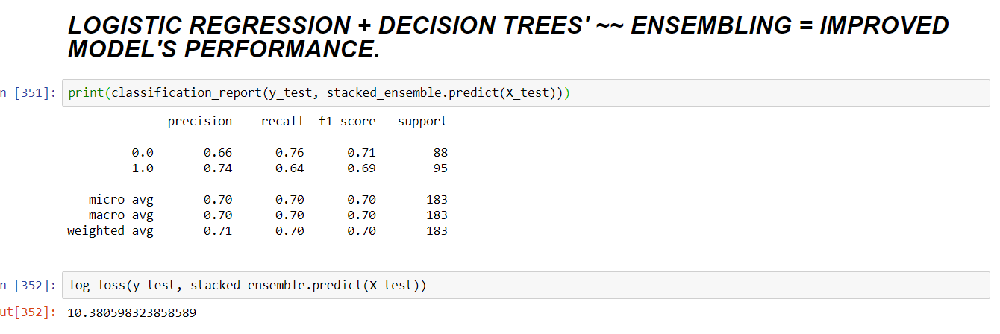 LOGISTIC REGRESSION + DECISION TREES' ~~ ENSEMBLING = IMPROVED
MODEL'S PERFORMANCE.
n [351]: print(classification_report(y_test, stacked_ensemble.predict(X_test)))
precision recall f1-score support
0.0 0.66 0.76 0.71 88
1.0 0.74 0.64 0.69 95
micro avg 0.70 0.70 0.70 183
macro avg 0.70 0.70 0.70 183
weighted avg 0.71 0.70 0.70 183
n [352]: log_loss(y_test, stacked_ensemble.predict(X_test))
ut[352]: 10.380598323858589